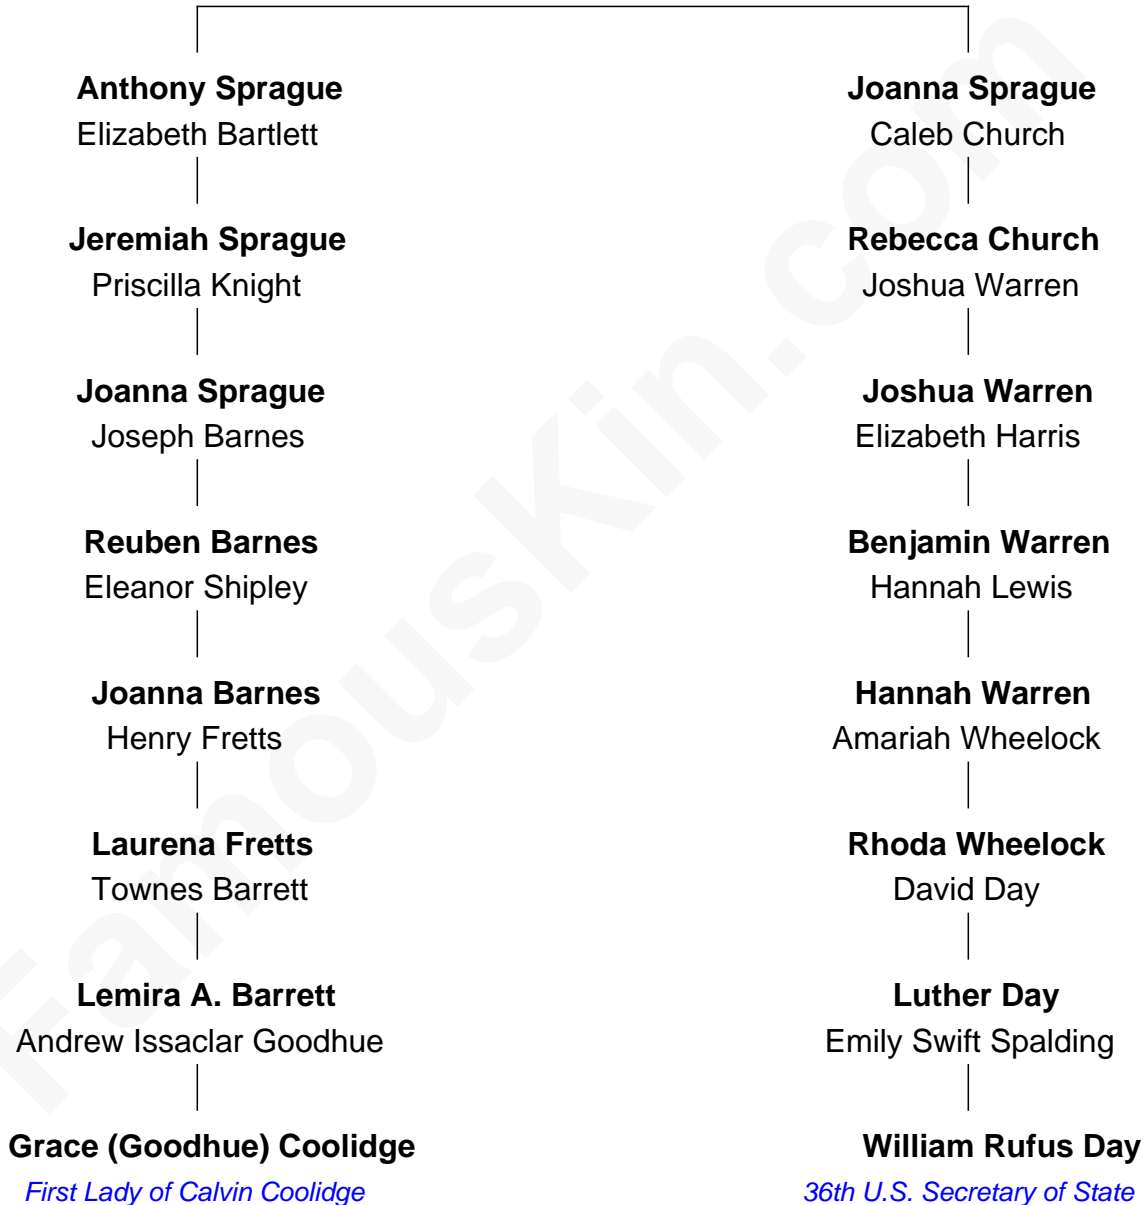 Anthony Sprague
Elizabeth Bartlett
Jeremiah Sprague
Priscilla Knight
Joanna Sprague
Joseph Barnes
Reuben Barnes
Eleanor Shipley
Joanna Barnes
Henry Fretts
Laurena Fretts
Townes Barrett
Lemira A. Barrett
Andrew Issaclar Goodhue
Grace (Goodhue) Coolidge
First Lady of Calvin Coolidge
Joanna Sprague
Caleb Church
Rebecca Church
Joshua Warren
Joshua Warren
Elizabeth Harris
Benjamin Warren
Hannah Lewis
Hannah Warren
Amariah Wheelock
Rhoda Wheelock
David Day
Luther Day
Emily Swift Spalding
William Rufus Day
36th U.S. Secretary of State
FamousKin.com